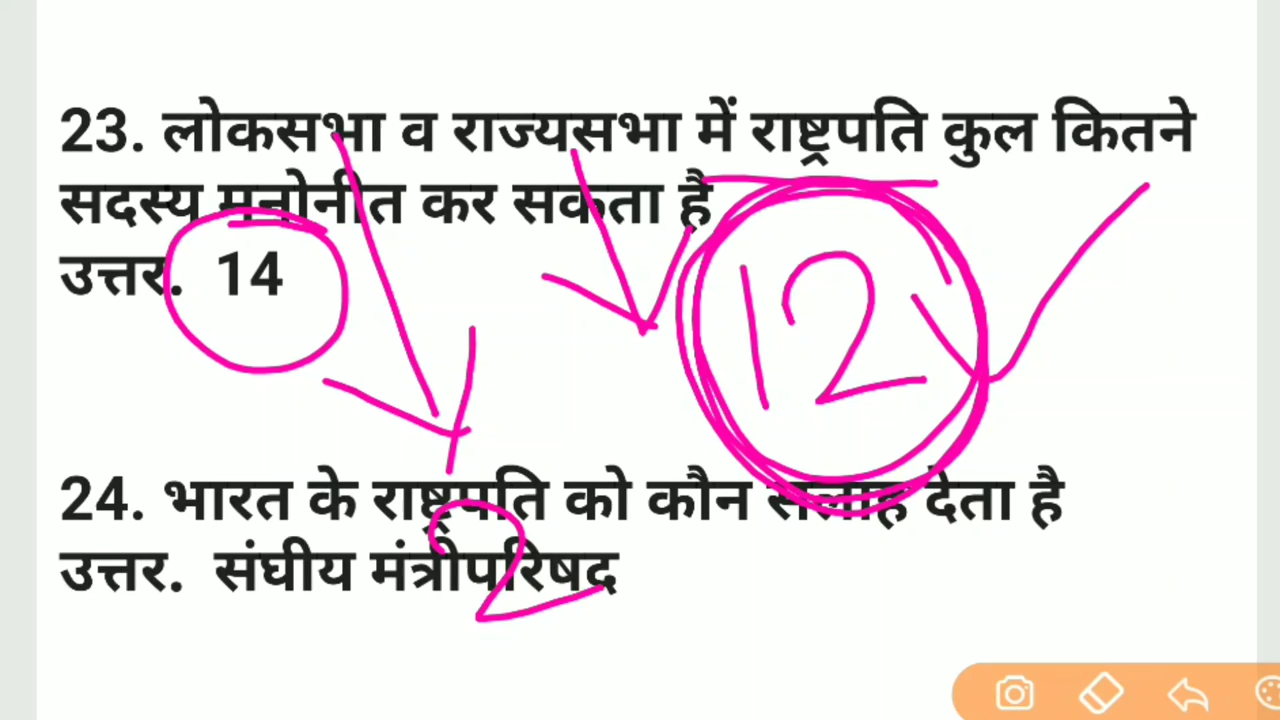 23. लोकसभा व राज्यसभा में राष्ट्रपति कुल कितने
सदस्य मनोनीत कर सकता है
उत्तर. 14
12
24. भारत के राष्ट्रपति को कौन सलाह देता है
उत्तर. संघीय मंत्रीपरिषद
2